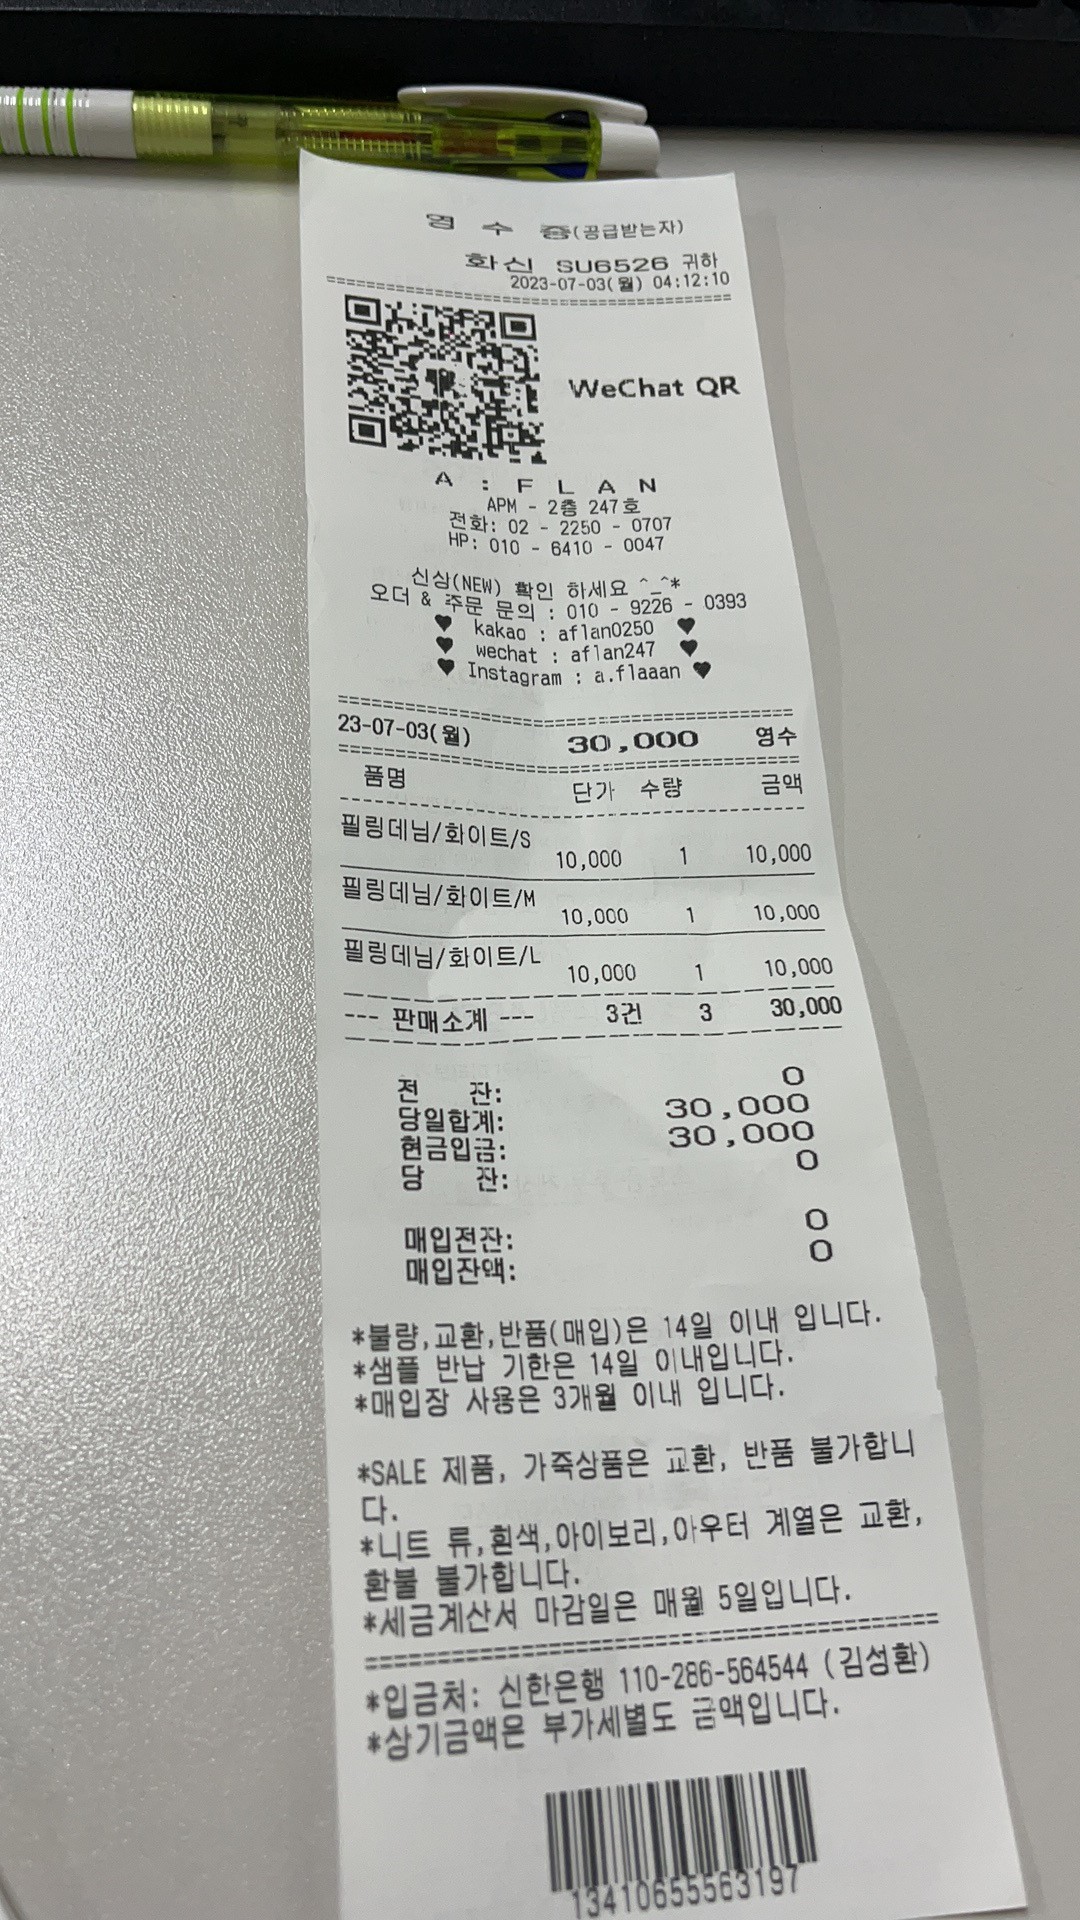 영 수 증(공급받는자)
화신 SU6526 귀하
2023-07-03(월) 04:12:10
WeChat QR
A : F L A N
APM - 2층 247호
전화: 02 - 2250 - 0707
HP: 010 - 6410 - 0047
신상(NEW) 확인 하세요 ^_^*
오더 & 주문 문의 : 010 - 9226 - 0393
♥ kakao : aflan0250 ♥
♥ wechat : aflan247 ♥
♥ Instagram : a.flaaan ♥
23-07-03(월) 30,000 영수
품명 단가 수량 금액
필링데님/화이트/S
10,000 1 10,000
필링데님/화이트/M
10,000 1 10,000
필링데님/화이트/L
10,000 1 10,000
--- 판매소계 --- 3건 3 30,000
전 잔: 0
당일합계: 30,000
현금입금: 30,000
당 잔: 0
매입전잔: 0
매입잔액: 0
*불량,교환,반품(매입)은 14일 이내 입니다.
*샘플 반납 기한은 14일 이내입니다.
*매입장 사용은 3개월 이내 입니다.
*SALE 제품, 가죽상품은 교환, 반품 불가합니
다.
*니트 류,흰색,아이보리,아우터 계열은 교환,
환불 불가합니다.
*세금계산서 마감일은 매월 5일입니다.
*입금처: 신한은행 110-286-564544 (김성환)
*상기금액은 부가세별도 금액입니다.
13410655563197